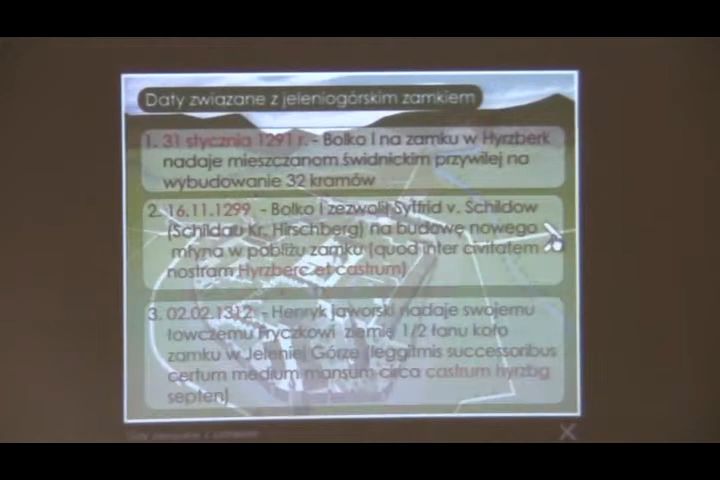 Daty związane z jeleniogórskim zamkiem
1. 31 stycznia 1291 r. - Bolko I na zamku w Hyrzberk
nadaje mieszczanom świdnickim przywilej na
wybudowanie 32 kramów
2. 16.11.1299 - Bolko I zezwolił Syffrid v. Schildow
(Schildau Kr. Hirschberg) na budowę nowego
młyna w pobliżu zamku (quod inter civitatem
nostram Hyrzberc et castrum)
3. 02.02.1312. - Henryk jaworski nadaje swojemu
łowczemu Fryczkowi ziemię 1/2 łanu koło
zamku w Jeleniej Górze (leggitmis successoribus
certum medium mansum circa castrum hyrzbg
septen)